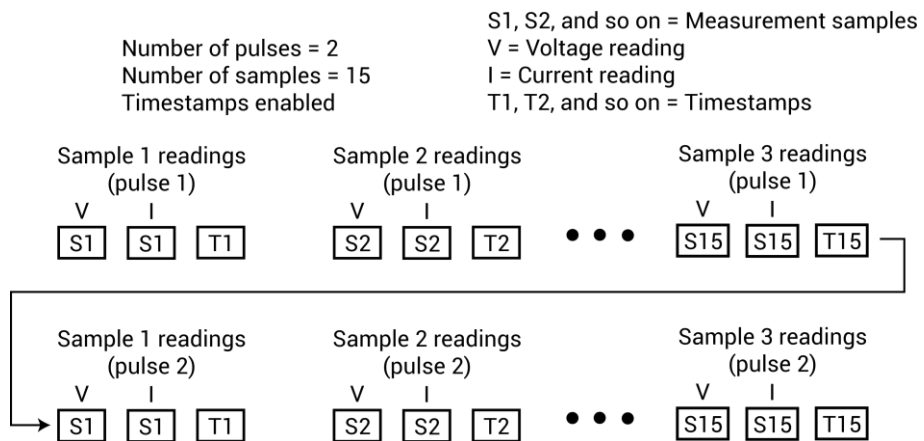 Number of pulses = 2
Number of samples = 15
Timestamps enabled
S1, S2, and so on = Measurement samples
V = Voltage reading
I = Current reading
T1, T2, and so on = Timestamps
Sample 1 readings
(pulse 1)
V I
S1 S1 T1
Sample 2 readings
(pulse 1)
V I
S2 S2 T2
Sample 3 readings
(pulse 1)
V I
S15 S15 T15
Sample 1 readings
(pulse 2)
V I
S1 S1 T1
Sample 2 readings
(pulse 2)
V I
S2 S2 T2
Sample 3 readings
(pulse 2)
V I
S15 S15 T15